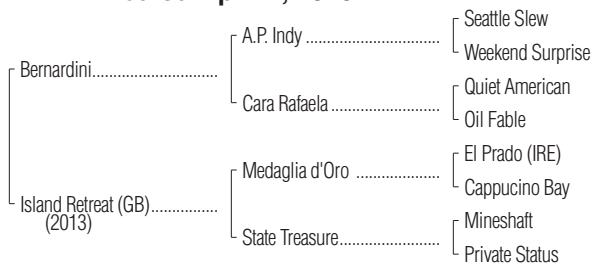 Seattle Slew
A.P. Indy
Weekend Surprise
Bernardini
Quiet American
Cara Rafaela
Oil Fable
El Prado (IRE)
Medaglia d'Oro
Cappucino Bay
Island Retreat (GB)
(2013)
Mineshaft
State Treasure
Private Status